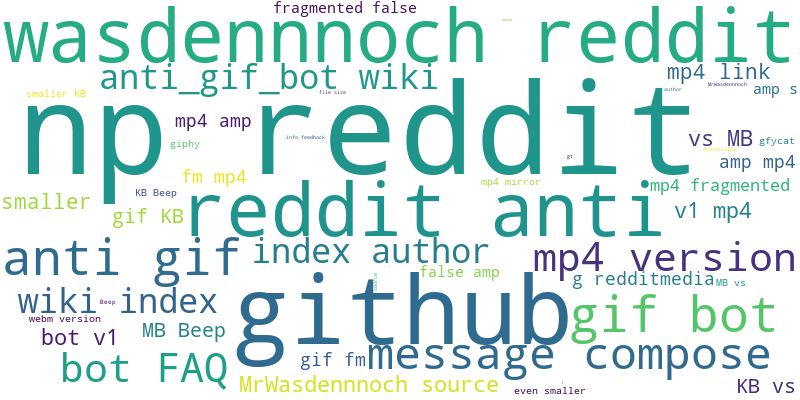 fragmented false
wasdennnoch reddit
anti_gif_bot wiki
mp4 link
smaller KB
file size
author
MrWasdennnoch
amp s
np reddit
mp4 amp
info feedback
vs MB
gfycat
giphy
gt
amp mp4
fm mp4
mp4 mirror
mp4 fragmented
KB Beep
smaller
gif KB
reddit anti
v1 mp4
anti gif
index author
mp4 version
false amp
g redditmedia
MB vs
wiki index
Beep
github
gif bot
webm version
bot v1
MB Beep
bot FAQ
gif fm
message compose
MrWasdennnoch source
even smaller
KB vs